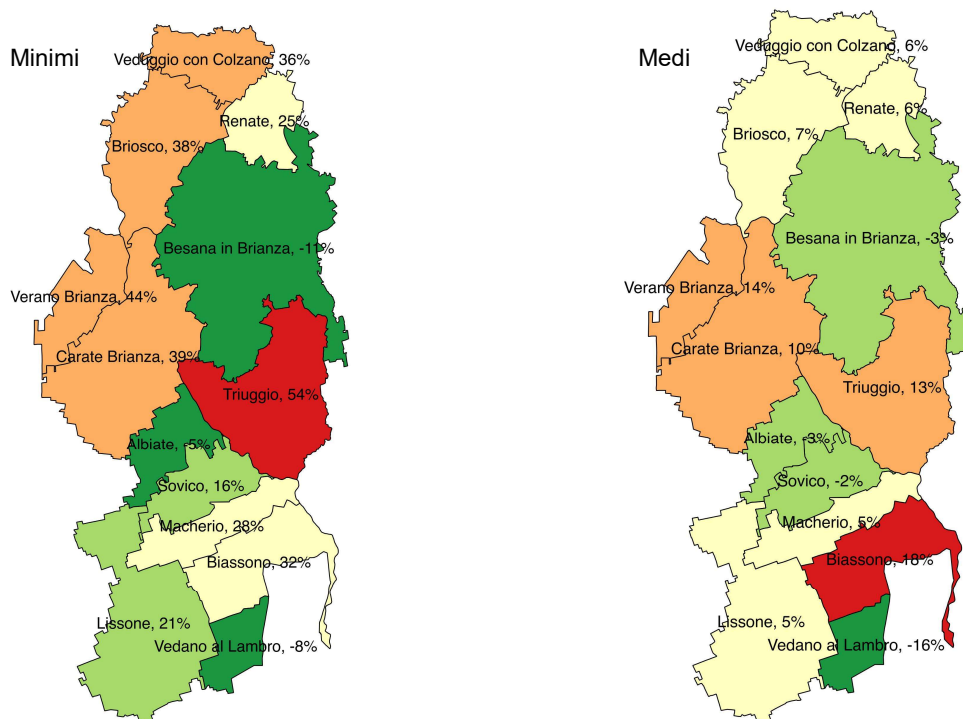 Minimi
Veduggio con Colzano, 36%
Renate, 25%
Briosco, 38%
Besana in Brianza, -11%
Verano Brianza, 44%
Carate Brianza, 39%
Triuggio, 54%
Albiate, -5%
Sovico, 16%
Macherio, 28%
Biassono, 32%
Lissone, 21%
Vedano al Lambro, -8%
Medi
Veduggio con Colzano, 6%
Renate, 6%
Briosco, 7%
Besana in Brianza, -3%
Verano Brianza, 14%
Carate Brianza, 10%
Triuggio, 13%
Albiate, -3%
Sovico, -2%
Macherio, 5%
Biassono, 18%
Lissone, 5%
Vedano al Lambro, -16%